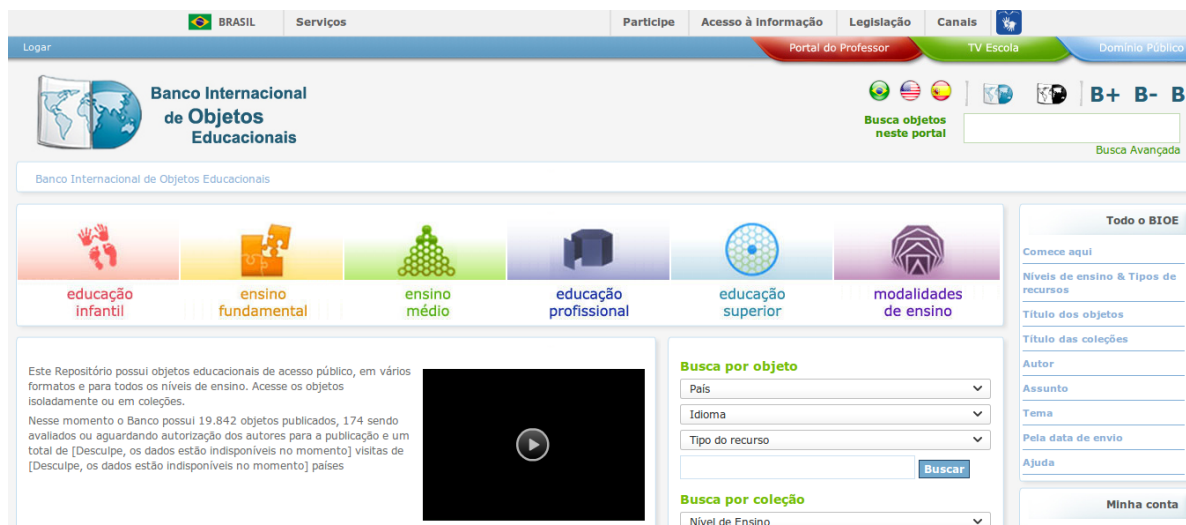 BRASIL Serviços Participe Acesso à informação Legislação Canais
Logar Portal do Professor TV Escola Domínio Público
Banco Internacional
de Objetos
Educacionais
B+ B- B
Busca objetos
neste portal
Busca Avançada
Banco Internacional de Objetos Educacionais
educação
infantil
ensino
fundamental
ensino
médio
educação
profissional
educação
superior
modalidades
de ensino
Todo o BIOE
Comece aqui
Níveis de ensino & Tipos de
recursos
Título dos objetos
Título das coleções
Autor
Assunto
Tema
Pela data de envio
Ajuda
Minha conta
Este Repositório possui objetos educacionais de acesso público, em vários
formatos e para todos os níveis de ensino. Acesse os objetos
isoladamente ou em coleções.
Nesse momento o Banco possui 19.842 objetos publicados, 174 sendo
avaliados ou aguardando autorização dos autores para a publicação e um
total de [Desculpe, os dados estão indisponíveis no momento] visitas de
[Desculpe, os dados estão indisponíveis no momento] países
Busca por objeto
País
Idioma
Tipo do recurso
Buscar
Busca por coleção
Nível de Ensino